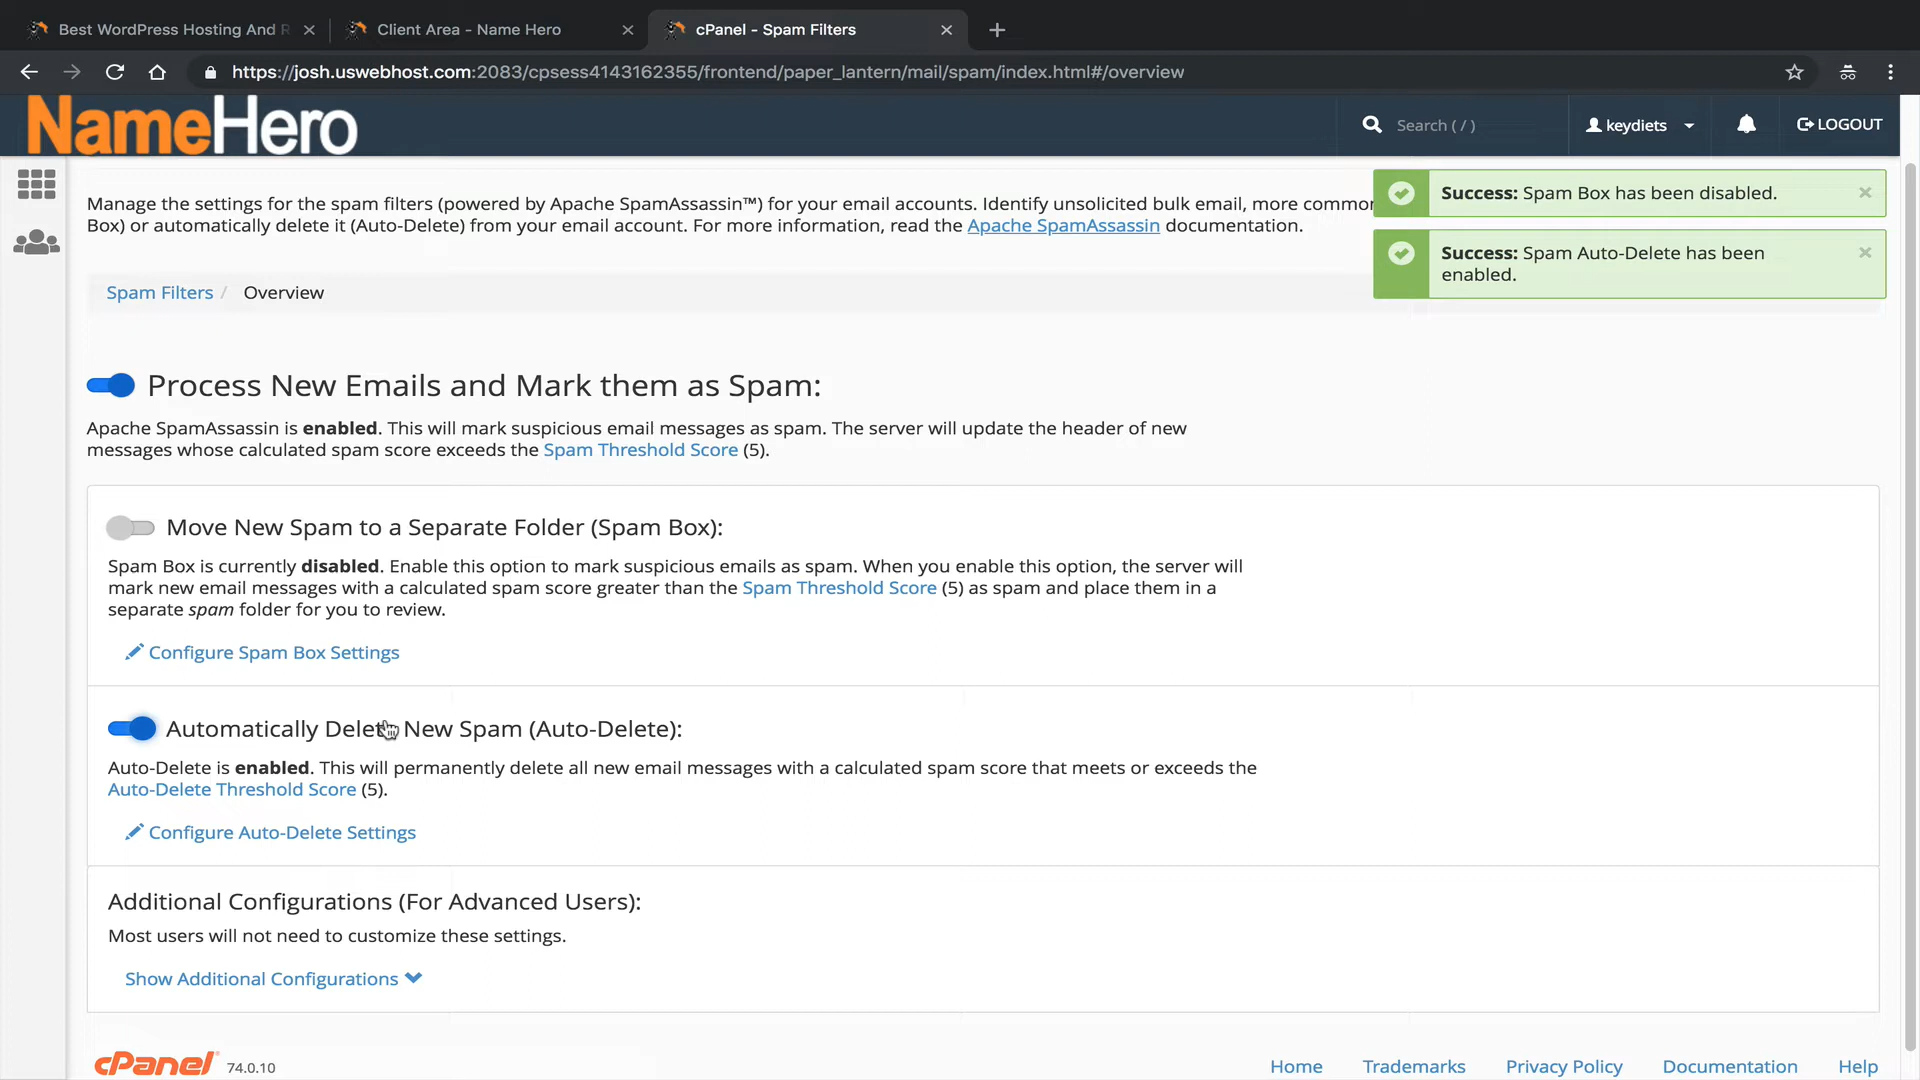 Best WordPress Hosting And R
Client Area - Name Hero
cPanel - Spam Filters
https://josh.uswebhost.com:2083/cpsess4143162355/frontend/paper_lantern/mail/spam/index.html#/overview
NameHero
Search ( / )
keydiets
LOGOUT
Manage the settings for the spam filters (powered by Apache SpamAssassin™) for your email accounts. Identify unsolicited bulk email, more common
Box) or automatically delete it (Auto-Delete) from your email account. For more information, read the Apache SpamAssassin documentation.
Success: Spam Box has been disabled.
Success: Spam Auto-Delete has been
enabled.
Spam Filters / Overview
Process New Emails and Mark them as Spam:
Apache SpamAssassin is enabled. This will mark suspicious email messages as spam. The server will update the header of new
messages whose calculated spam score exceeds the Spam Threshold Score (5).
Move New Spam to a Separate Folder (Spam Box):
Spam Box is currently disabled. Enable this option to mark suspicious emails as spam. When you enable this option, the server will
mark new email messages with a calculated spam score greater than the Spam Threshold Score (5) as spam and place them in a
separate spam folder for you to review.
Configure Spam Box Settings
Automatically Delete New Spam (Auto-Delete):
Auto-Delete is enabled. This will permanently delete all new email messages with a calculated spam score that meets or exceeds the
Auto-Delete Threshold Score (5).
Configure Auto-Delete Settings
Additional Configurations (For Advanced Users):
Most users will not need to customize these settings.
Show Additional Configurations
cPanel 74.0.10
Home Trademarks Privacy Policy Documentation Help